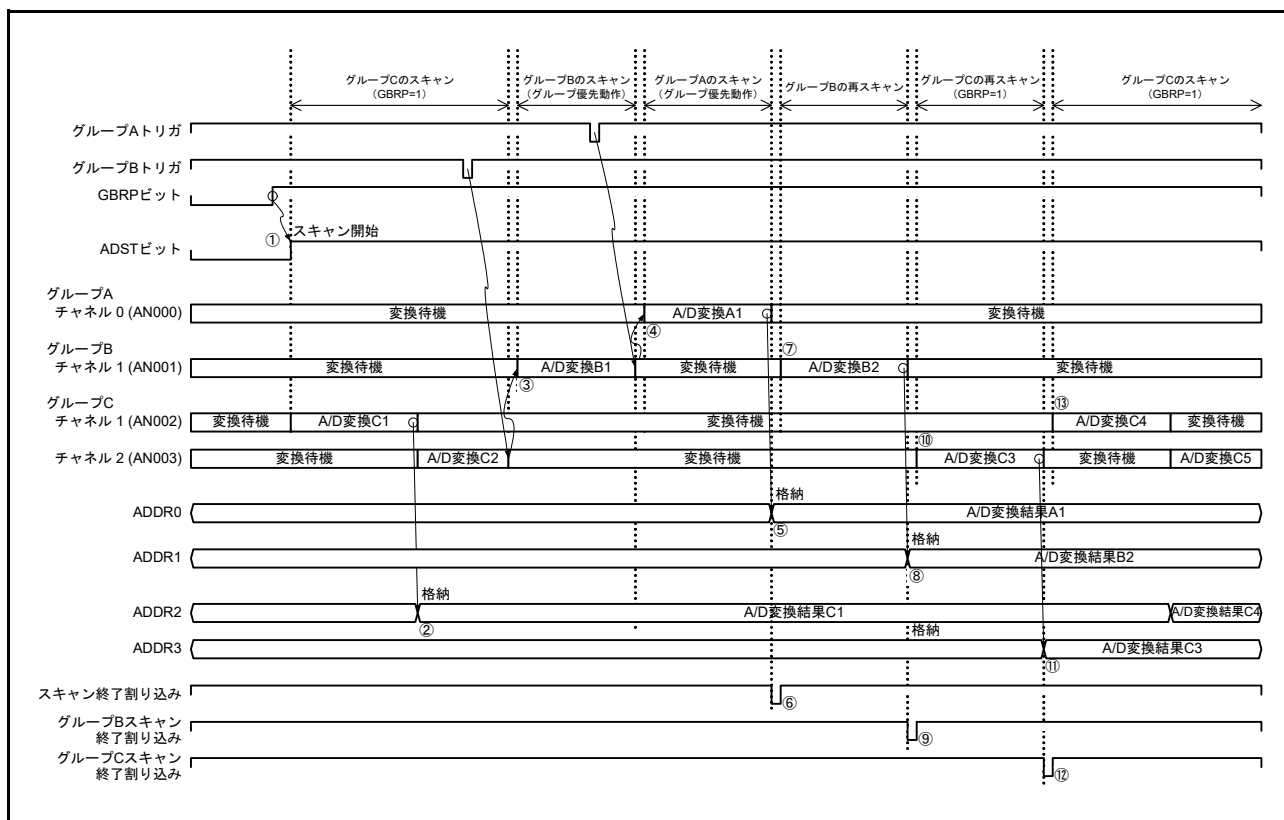 グループCのスキャン
（GBRP=1）
グループBのスキャン
（グループ優先動作）
グループAのスキャン
（グループ優先動作）
グループBの再スキャン
グループCの再スキャン
（GBRP=1）
グループCのスキャン
（GBRP=1）
グループAトリガ
グループBトリガ
GBRPビット
① スキャン開始
ADSTビット
グループA
チャネル 0 (AN000) 変換待機 A/D変換A1 変換待機
④
グループB ⑦
チャネル 1 (AN001) 変換待機 A/D変換B1 変換待機 A/D変換B2 変換待機
③
グループC ⑬
チャネル 1 (AN002) 変換待機 A/D変換C1 変換待機 A/D変換C4 変換待機
⑩
チャネル 2 (AN003) 変換待機 A/D変換C2 変換待機 A/D変換C3 変換待機 A/D変換C5
格納
ADDR0 A/D変換結果A1
⑤
格納
ADDR1 A/D変換結果B2
⑧
格納
ADDR2 A/D変換結果C1 A/D変換結果C4
②
格納
ADDR3 A/D変換結果C3
⑪
スキャン終了割り込み ⑥
グループBスキャン
終了割り込み ⑨
グループCスキャン
終了割り込み ⑫